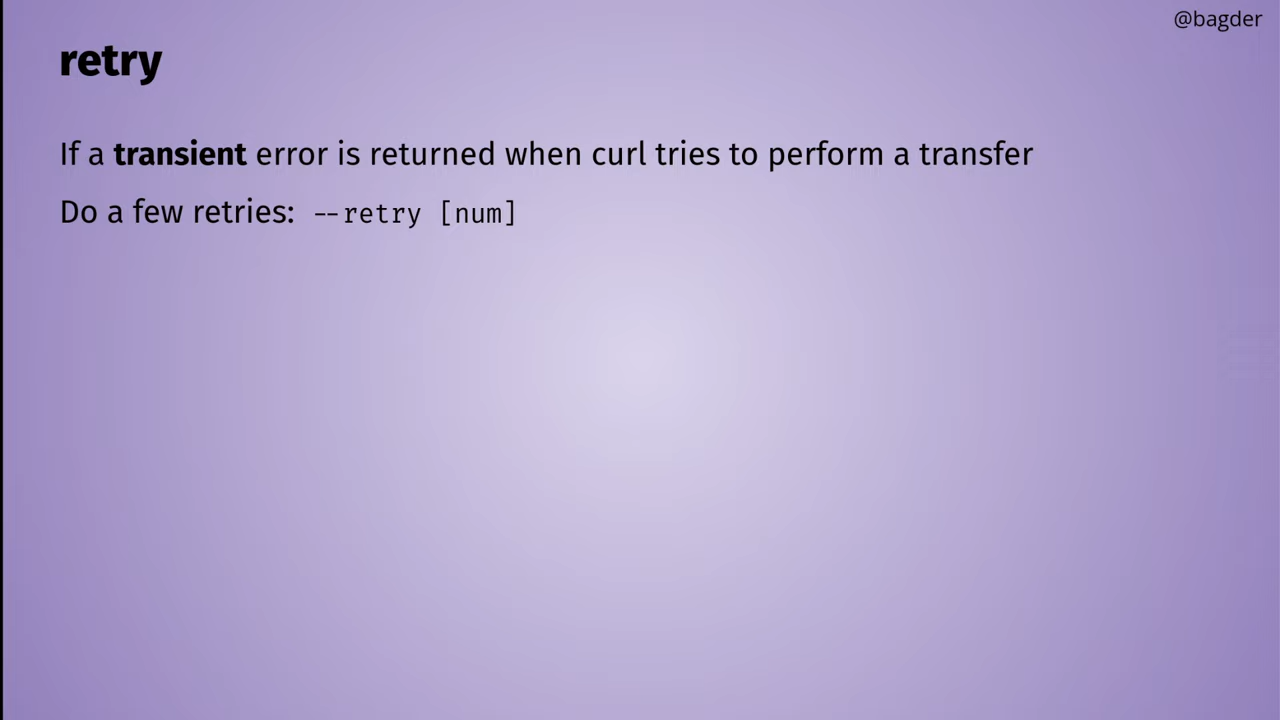 @bagder
retry
If a transient error is returned when curl tries to perform a transfer
Do a few retries: --retry [num]